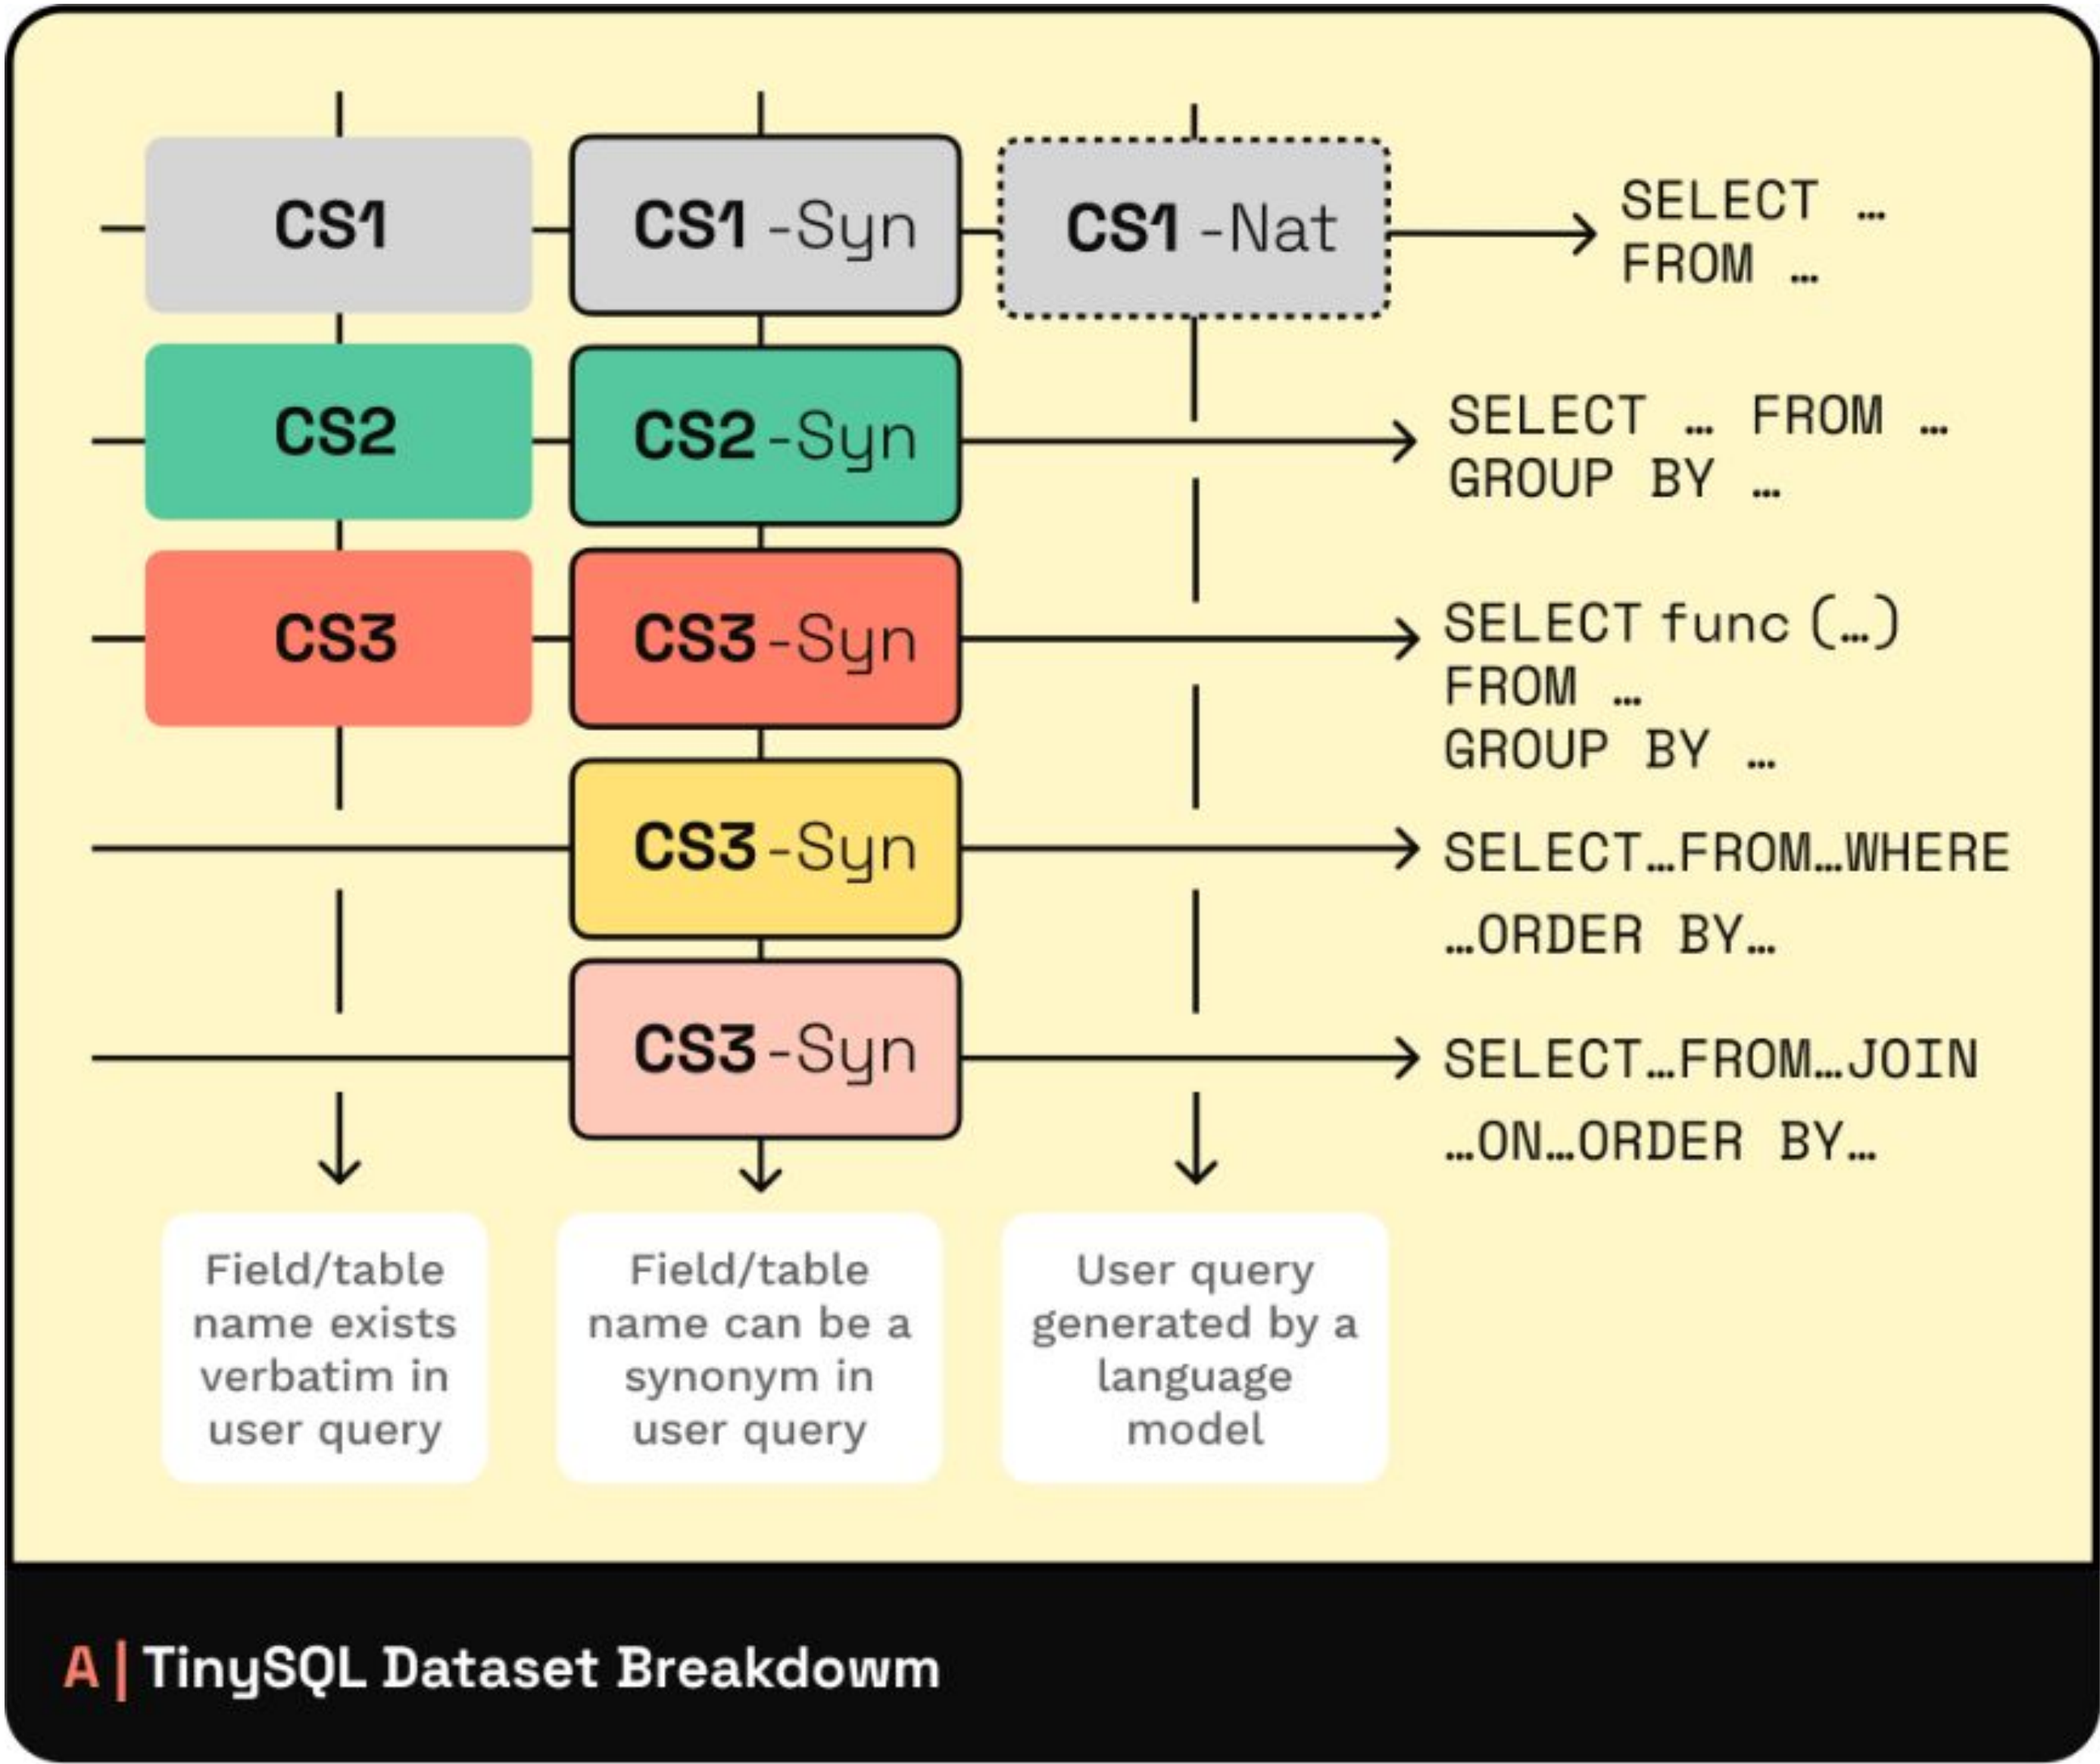 CS1
CS1 -Syn
CS1 -Nat
SELECT …
FROM …
CS2
CS2 -Syn
SELECT … FROM …
GROUP BY …
CS3
CS3 -Syn
SELECT func (…)
FROM …
GROUP BY …
CS3 -Syn
SELECT…FROM…WHERE
…ORDER BY…
CS3 -Syn
SELECT…FROM…JOIN
…ON…ORDER BY…
Field/table
name exists
verbatim in
user query
Field/table
name can be a
synonym in
user query
User query
generated by a
language
model
A | TinySQL Dataset Breakdowm